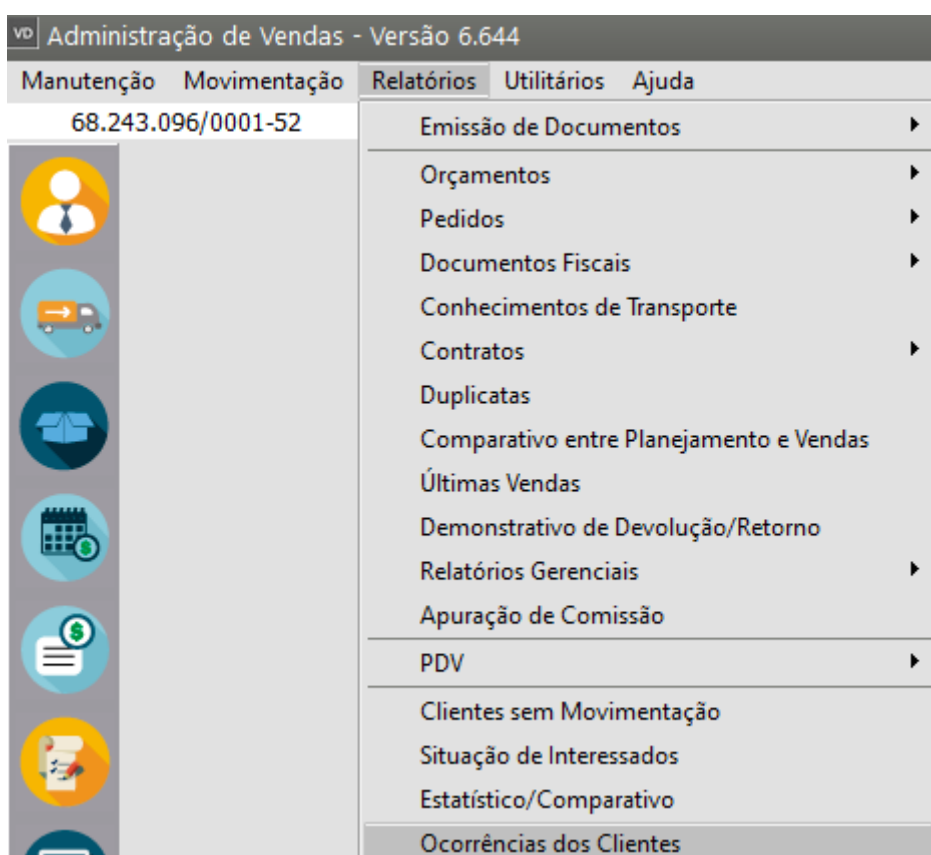 VD Administração de Vendas - Versão 6.644
Manutenção Movimentação Relatórios Utilitários Ajuda
68.243.096/0001-52
Emissão de Documentos
Orçamentos
Pedidos
Documentos Fiscais
Conhecimentos de Transporte
Contratos
Duplicatas
Comparativo entre Planejamento e Vendas
Últimas Vendas
Demonstrativo de Devolução/Retorno
Relatórios Gerenciais
Apuração de Comissão
PDV
Clientes sem Movimentação
Situação de Interessados
Estatístico/Comparativo
Ocorrências dos Clientes